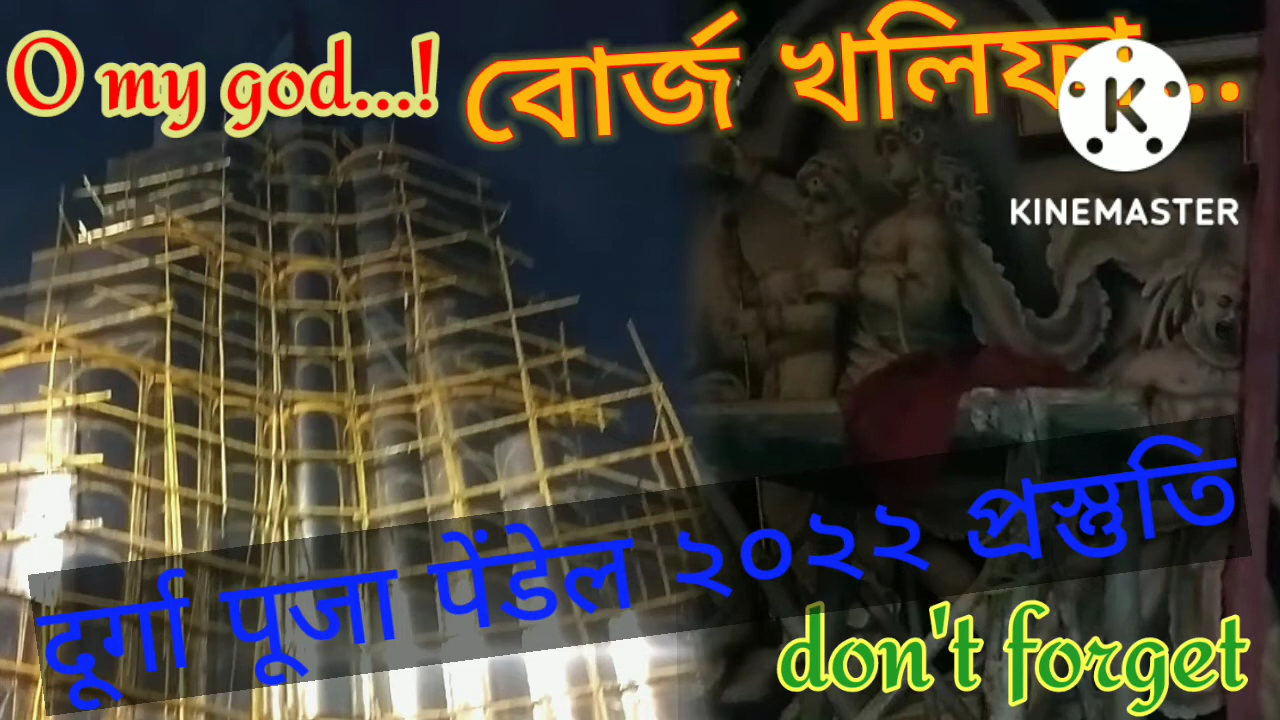 O my god...!
বোর্জ খলিফা...
KINEMASTER
दूर्गा पूजा पेंडेल ২০২২ প্রস্তুতি
don't forget